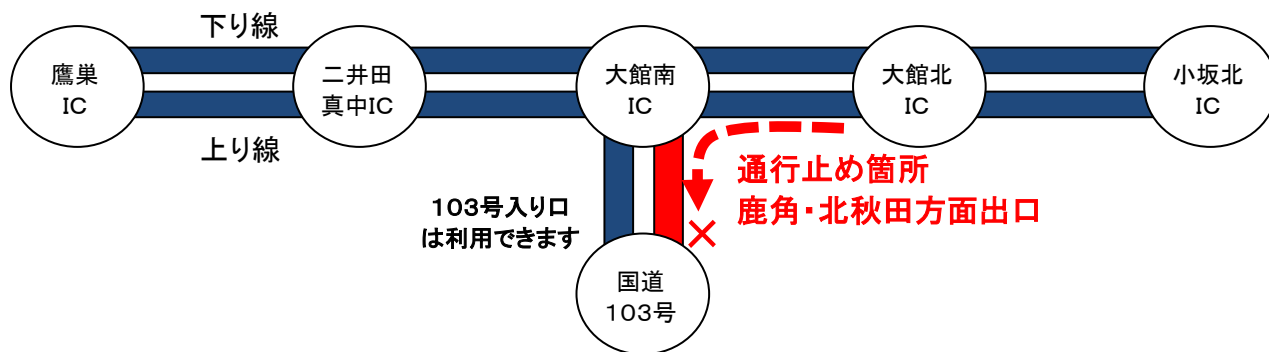 下り線
鷹巣
IC
二井田
真中IC
大館南
IC
大館北
IC
小坂北
IC
上り線
通行止め箇所
鹿角・北秋田方面出口
103号入り口
は利用できます
×
国道
103号